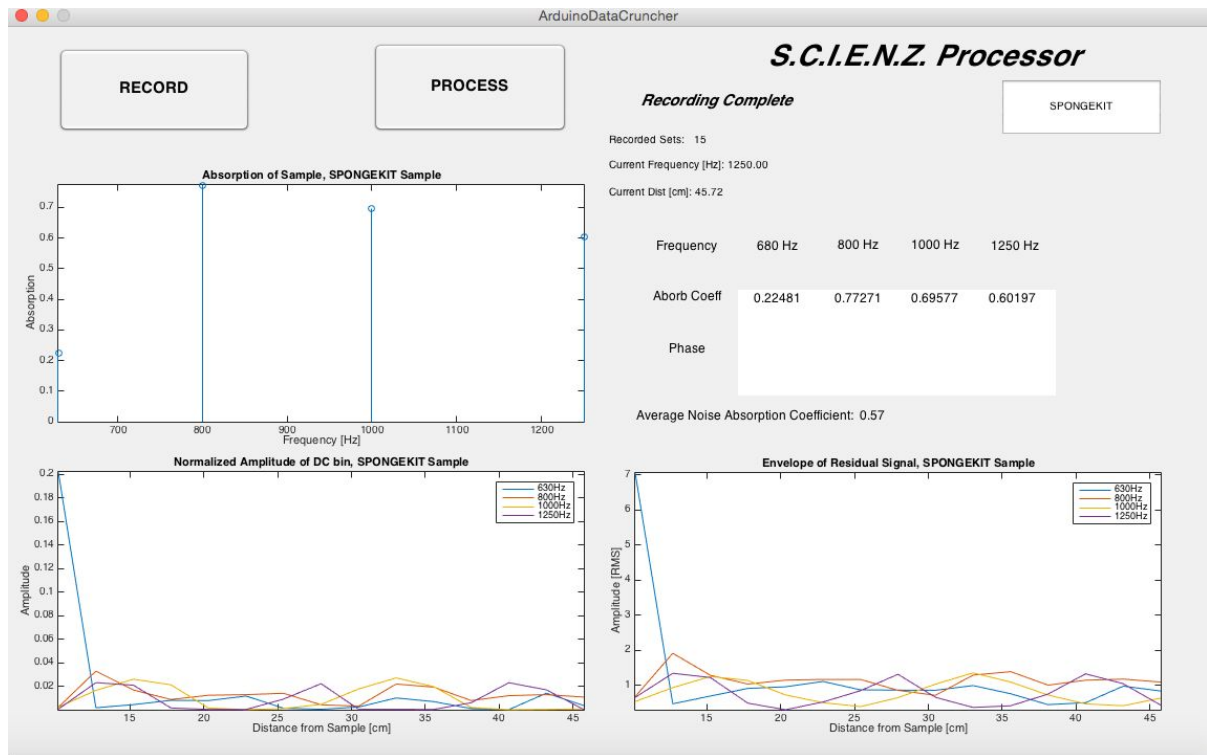 ArduinoDataCruncher
RECORD
PROCESS
S.C.I.E.N.Z. Processor
Recording Complete
SPONGEKIT
Recorded Sets: 15
Current Frequency [Hz]: 1250.00
Current Dist [cm]: 45.72
Absorption of Sample, SPONGEKIT Sample
0.7
0.6
0.5
0.4
0.3
0.2
0.1
0
Absorption
700 800 900 1000 1100 1200
Frequency [Hz]
Frequency 680 Hz 800 Hz 1000 Hz 1250 Hz
Aborb Coeff 0.22481 0.77271 0.69577 0.60197
Phase
Average Noise Absorption Coefficient: 0.57
Normalized Amplitude of DC bin, SPONGEKIT Sample
0.2
0.18
0.16
0.14
0.12
0.1
0.08
0.06
0.04
0.02
Amplitude
630Hz
800Hz
1000Hz
1250Hz
15 20 25 30 35 40 45
Distance from Sample [cm]
Envelope of Residual Signal, SPONGEKIT Sample
7
6
5
4
3
2
1
Amplitude [RMS]
630Hz
800Hz
1000Hz
1250Hz
15 20 25 30 35 40 45
Distance from Sample [cm]